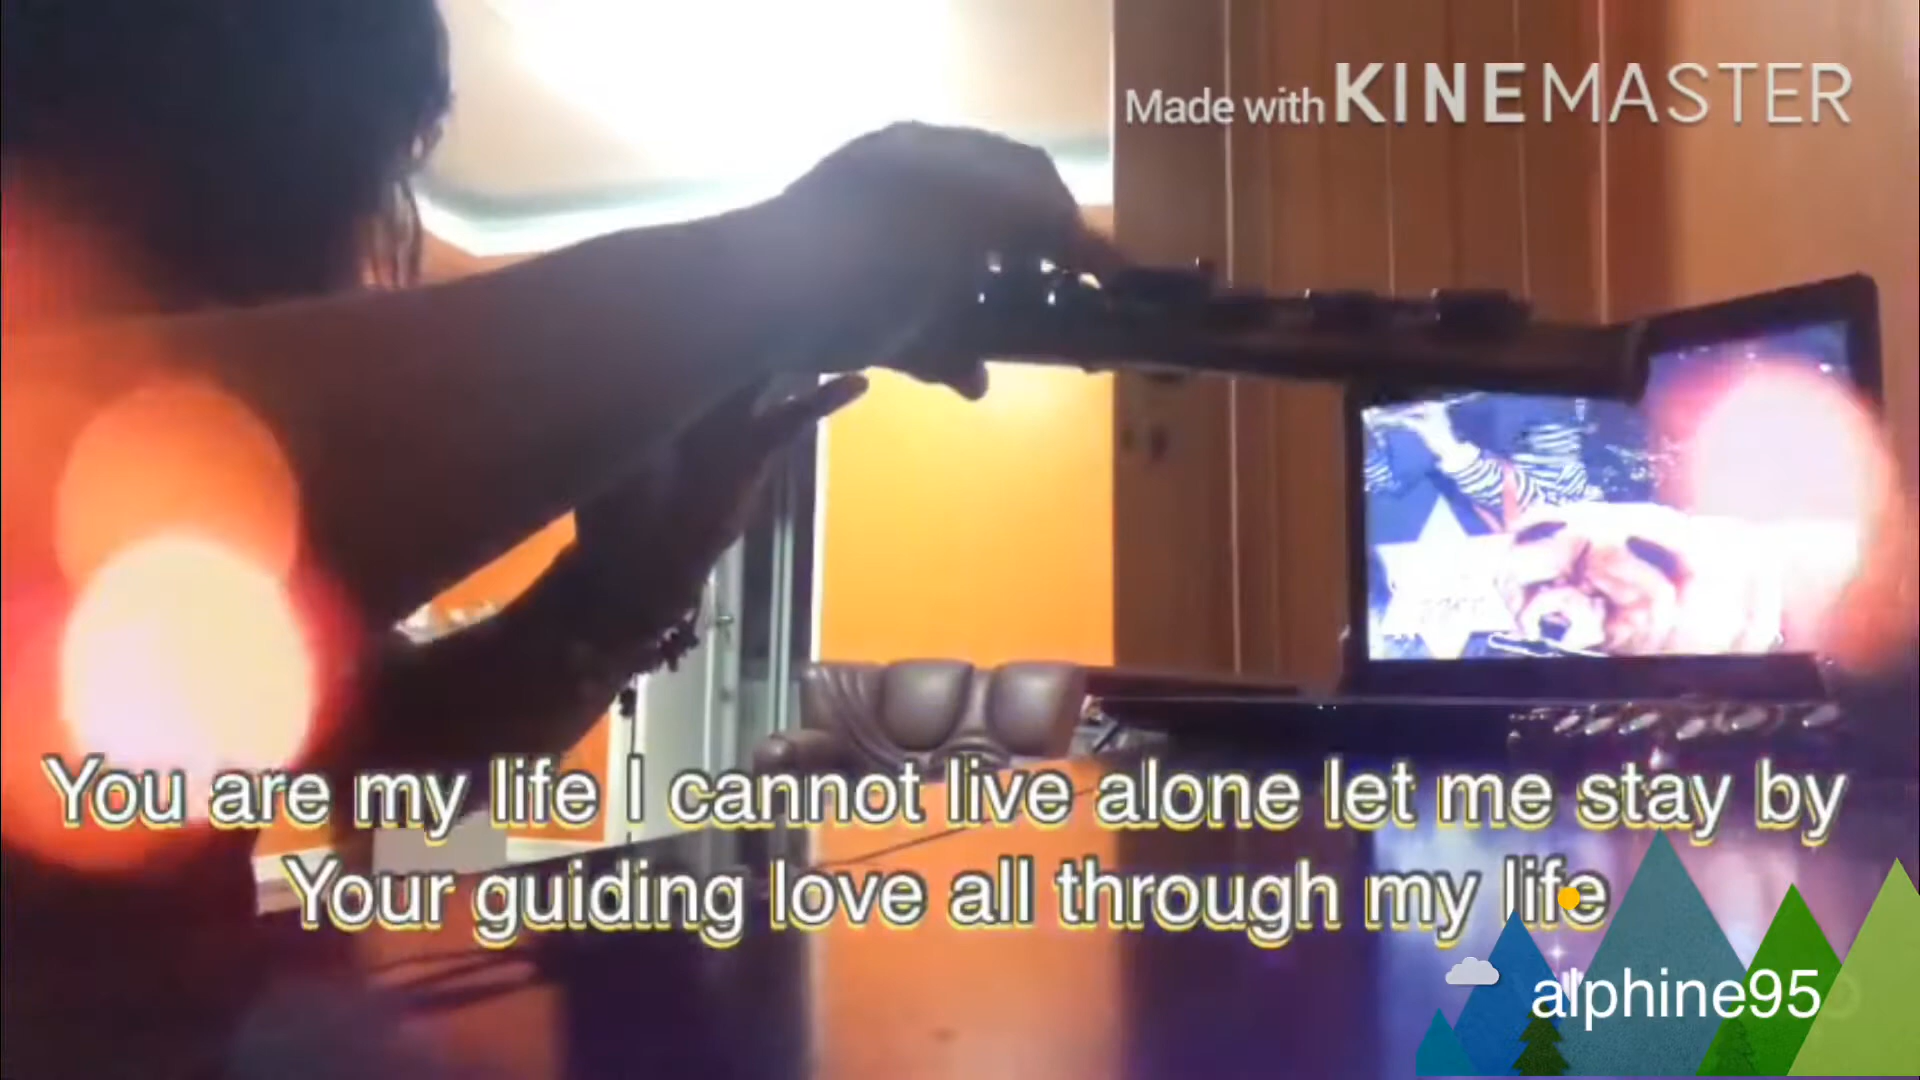 Made with KINEMASTER
You are my life I cannot live alone let me stay by
Your guiding love all through my life
alphine95